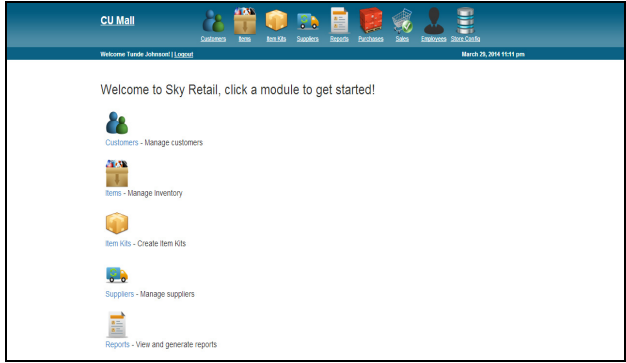 CU Mall
Customers Items Item Kits Suppliers Reports Purchases Sales Employees Store Config
Welcome Tunde Johnson! | Logout March 29, 2014 11:11 pm
Welcome to Sky Retail, click a module to get started!
Customers - Manage customers
Items - Manage Inventory
Item Kits - Create Item Kits
Suppliers - Manage suppliers
Reports - View and generate reports